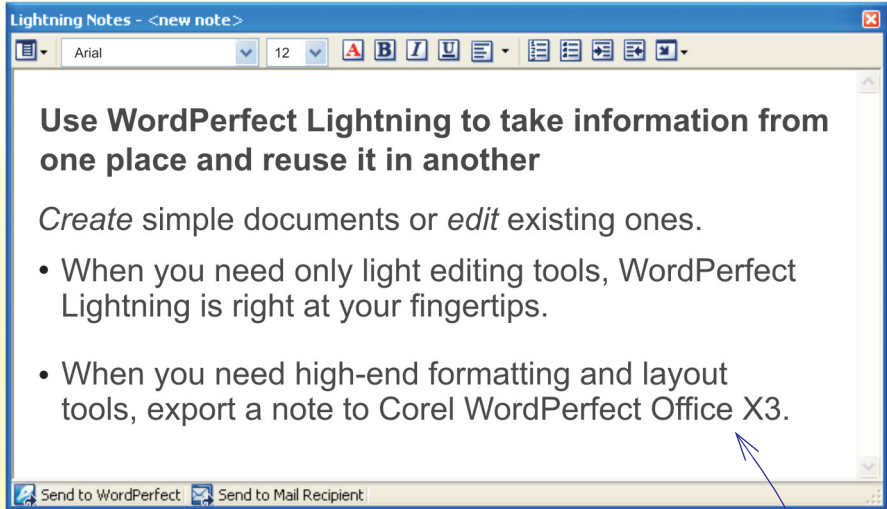 Lightning Notes - <new note>
Arial 12 A B I U
Use WordPerfect Lightning to take information from
one place and reuse it in another
Create simple documents or edit existing ones.
• When you need only light editing tools, WordPerfect
Lightning is right at your fingertips.
• When you need high-end formatting and layout
tools, export a note to Corel WordPerfect Office X3.
Send to WordPerfect Send to Mail Recipient